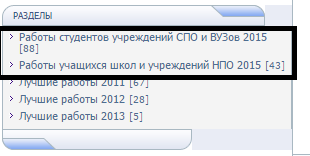 РАЗДЕЛЫ
Работы студентов учреждений СПО и ВУЗов 2015
[88]
Работы учащихся школ и учреждений НПО 2015 [43]
Лучшие работы 2011 [67]
Лучшие работы 2012 [28]
Лучшие работы 2013 [5]